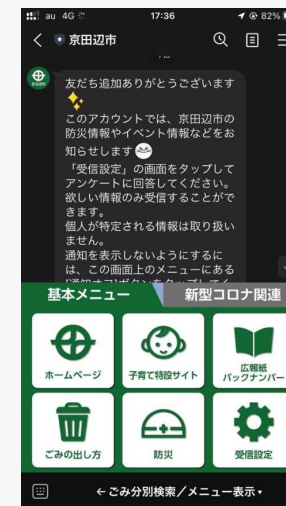 au 4G
17:36
82%
京田辺市
友だち追加ありがとうございます
このアカウントでは、京田辺市の
防災情報やイベント情報などをお
知らせします
「受信設定」の画面をタップして
アンケートに回答してください。
欲しい情報のみ受信することがで
きます。
個人が特定される情報は取り扱い
ません。
通知を表示しないようにするに
は、この画面上のメニューにある
基本メニュー
新型コロナ関連
ホームページ
子育て特設サイト
広報紙
バックナンバー
ごみの出し方
防災
受信設定
←ごみ分別検索/メニュー表示▾